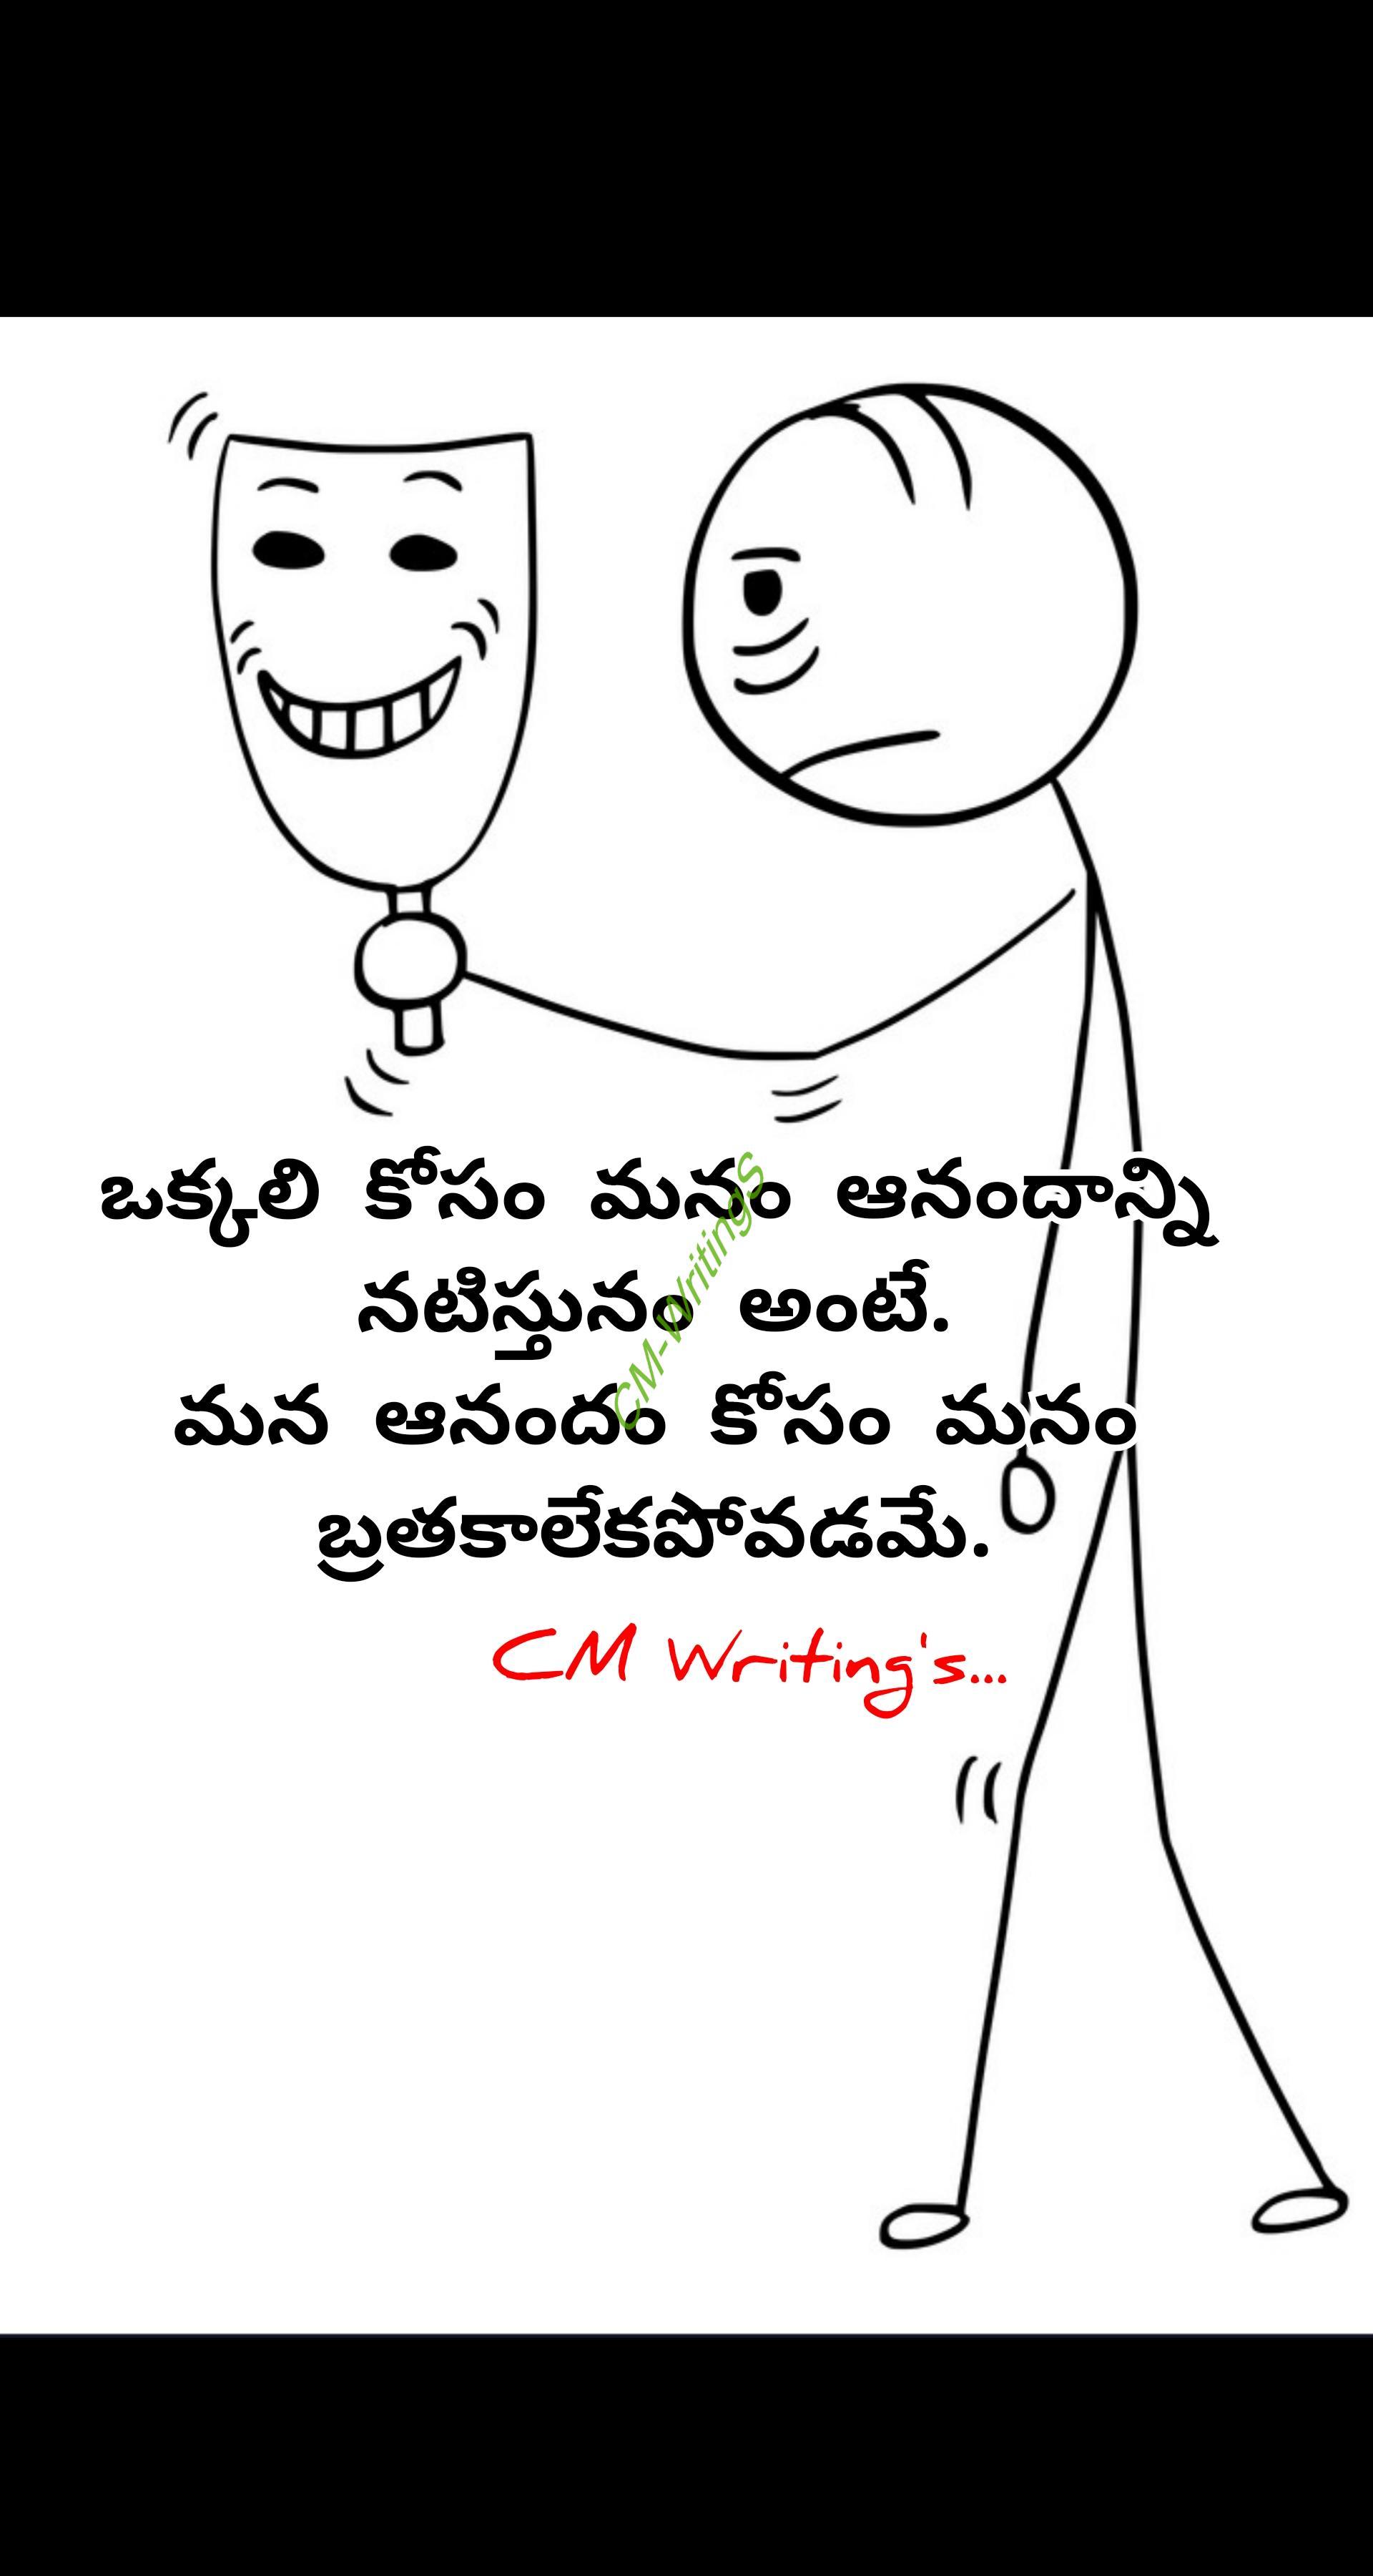 ఒక్కలి కోసం మనం ఆనందాన్ని
నటిస్తునం అంటే.
మన ఆనందం కోసం మనం
బ్రతకాలేకపోవడమే.
CM-Writings
CM Writing's...